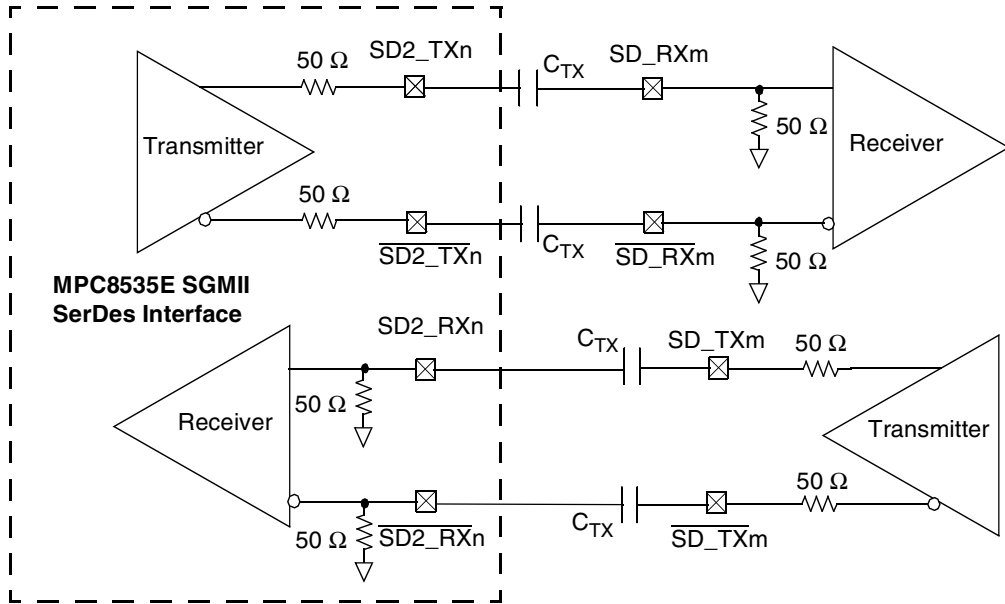 50 Ω
SD2_TXn
C_TX
SD_RXm
50 Ω
Transmitter
Receiver
50 Ω
SD2_TXn
C_TX
SD_RXm
50 Ω
MPC8535E SGMII
SerDes Interface
SD2_RXn
C_TX
SD_TXm
50 Ω
50 Ω
Receiver
Transmitter
50 Ω
50 Ω
SD2_RXn
C_TX
SD_TXm